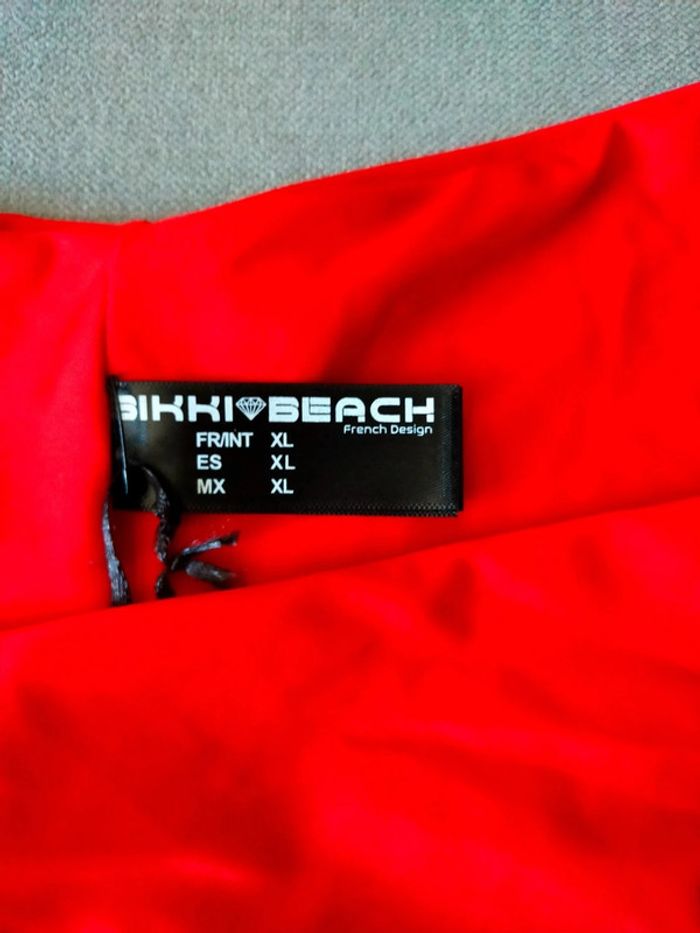 BIKKI BEACH
French Design
FR/INT XL
ES XL
MX XL